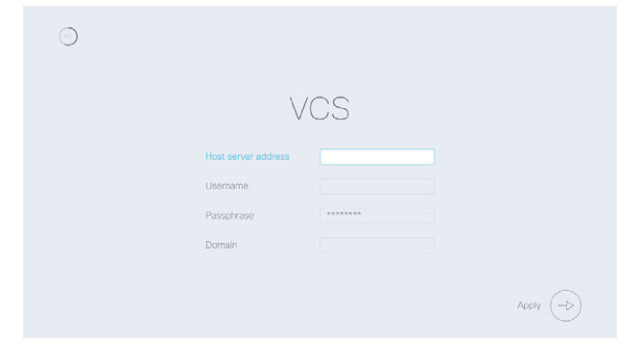 VCS
Host server address
Username
Passphrase ********
Domain
Apply